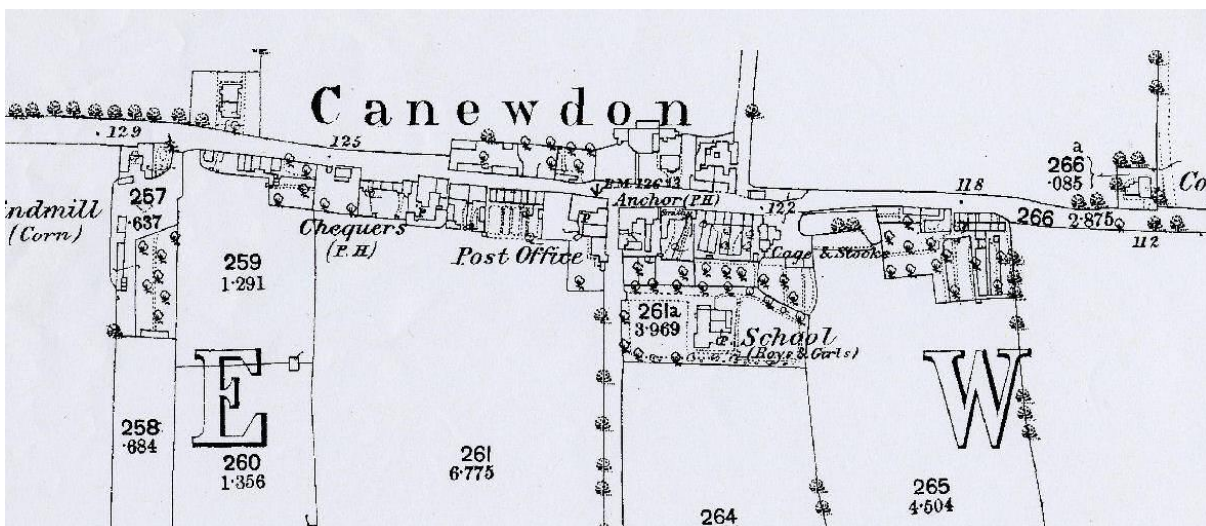 Canewdon
129
125
a
266
·085
118
Co
257
·637
B.M. 126·
Anchor (P.H)
122
266
2·875
112
indmill
(Corn)
Chequers
(P.H)
Post Office
P
Cage & Stocks
259
1·291
261a
3·969
School
(Boys & Girls)
E
W
258
·684
260
1·356
261
6·775
265
4·504
264